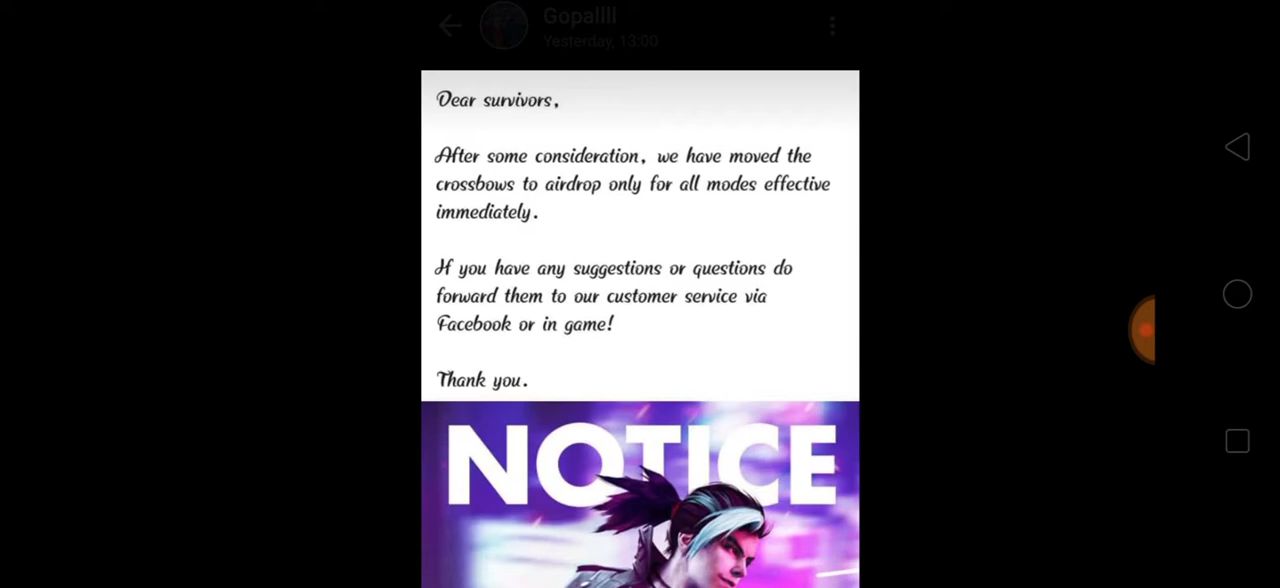 Gopallll
Yesterday, 13:00
Dear survivors,
After some consideration, we have moved the
crossbows to airdrop only for all modes effective
immediately.
If you have any suggestions or questions do
forward them to our customer service via
Facebook or in game!
Thank you.
NOTICE